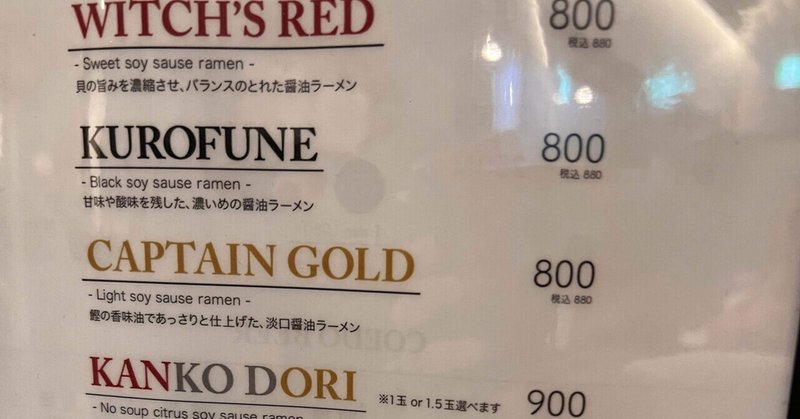 WITCH'S RED 800
税込 880
- Sweet soy sause ramen -
貝の旨みを濃縮させ、バランスのとれた醤油ラーメン
KUROFUNE 800
税込 880
- Black soy sause ramen -
甘味や酸味を残した、濃いめの醤油ラーメン
CAPTAIN GOLD 800
税込 880
- Light soy sause ramen -
鰹の香味油であっさりと仕上げた、淡口醤油ラーメン
KANKO DORI ※1玉 or 1.5玉選べます 900
- No soup citrus soy sause ramen -
COEDO BEER